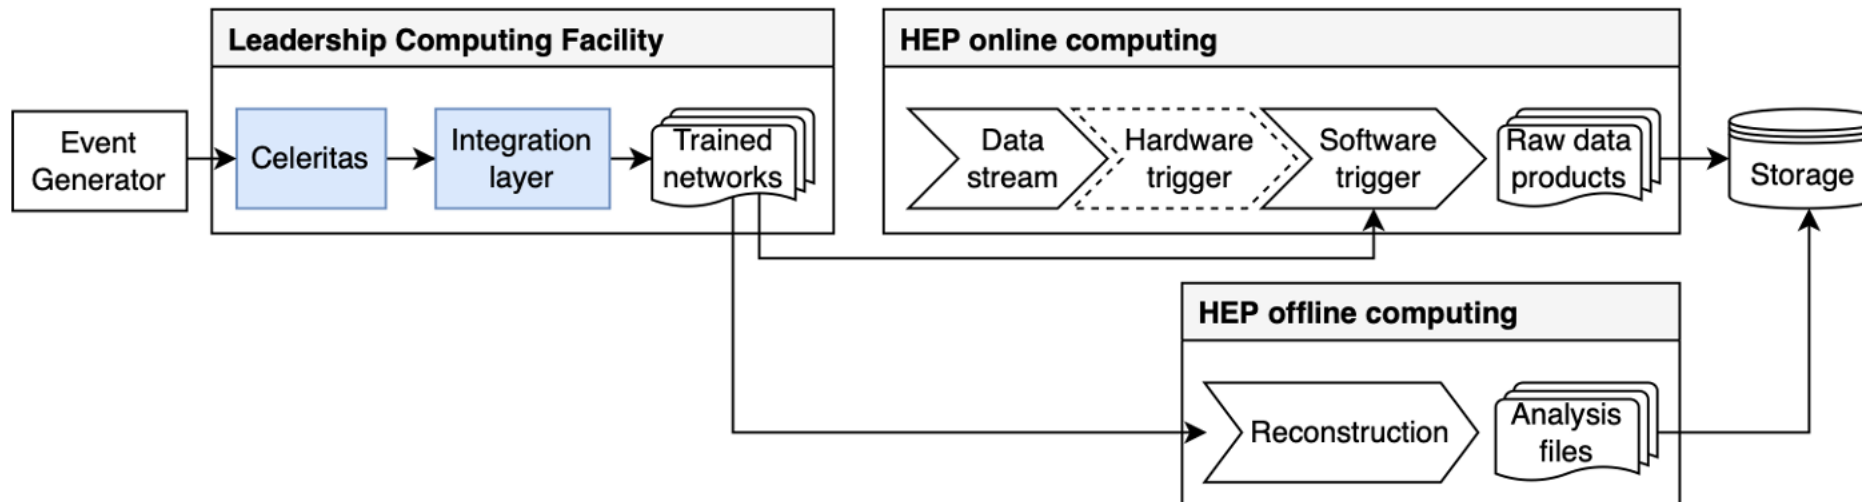 Leadership Computing Facility
HEP online computing
Event
Generator
Celeritas
Integration
layer
Trained
networks
Data
stream
Hardware
trigger
Software
trigger
Raw data
products
Storage
HEP offline computing
Reconstruction
Analysis
files